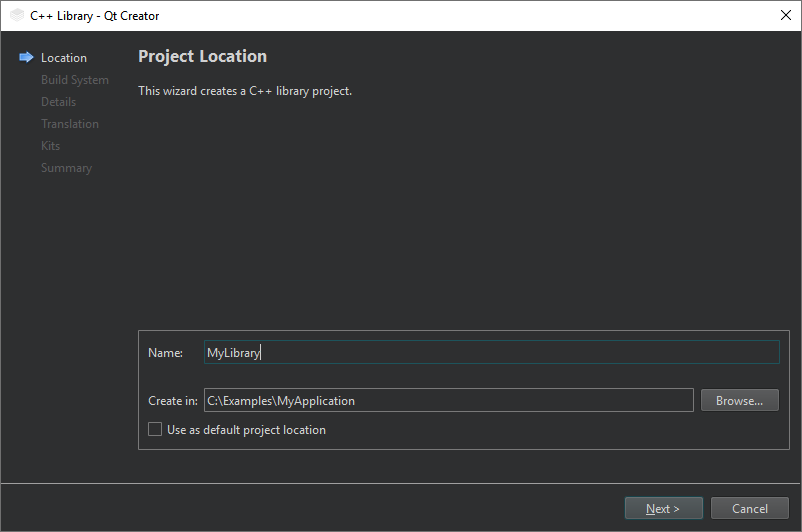 C++ Library - Qt Creator
Location
Build System
Details
Translation
Kits
Summary
Project Location
This wizard creates a C++ library project.
Name: MyLibrary
Create in: C:\Examples\MyApplication Browse...
Use as default project location
Next > Cancel